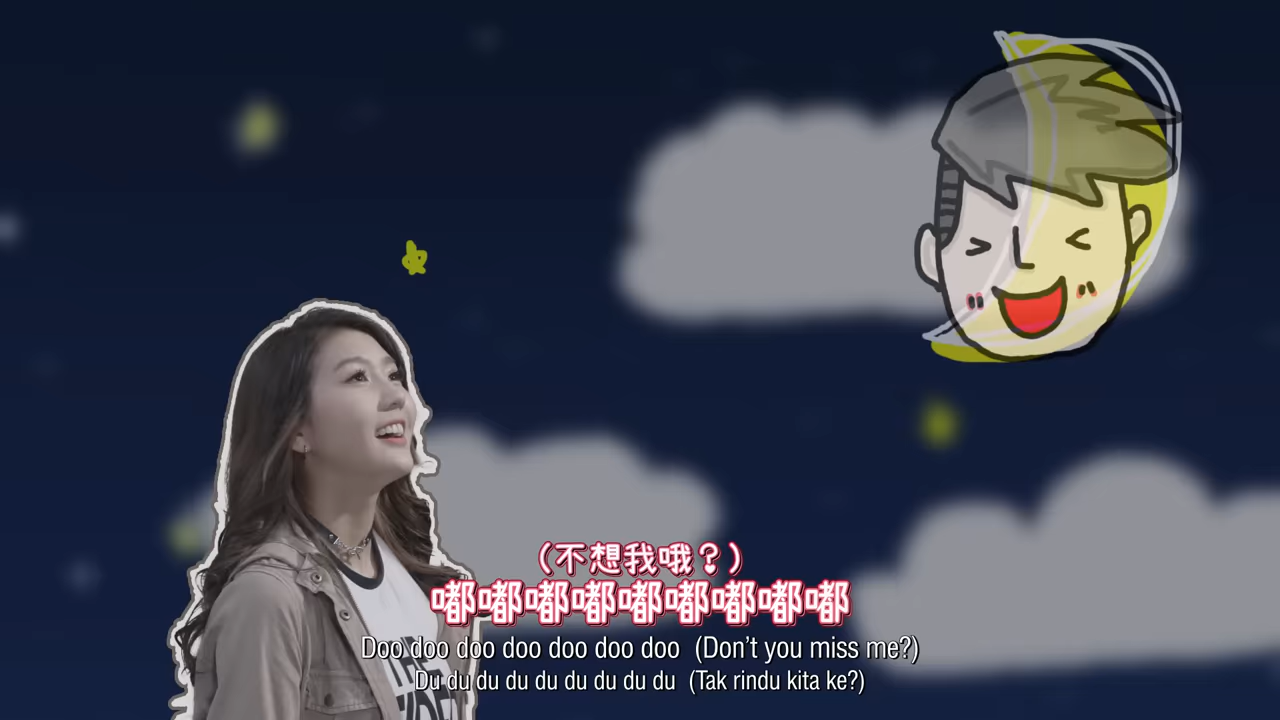 (不想我哦？)
嘟嘟嘟嘟嘟嘟嘟嘟嘟
Doo doo doo doo doo doo doo (Don't you miss me?)
Du du du du du du du du du (Tak rindu kita ke?)